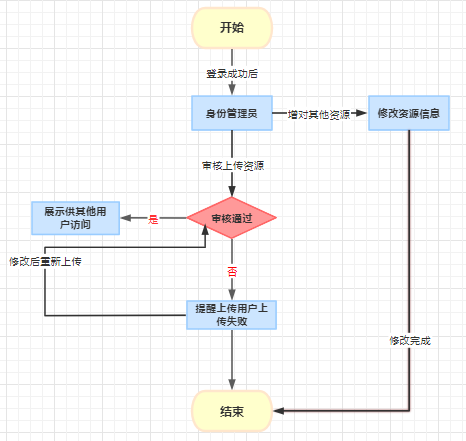 开始
登录成功后
身份管理员
增对其他资源
修改资源信息
审核上传资源
展示供其他用
户访问
是
审核通过
修改后重新上传
否
提醒上传用户上
传失败
修改完成
结束